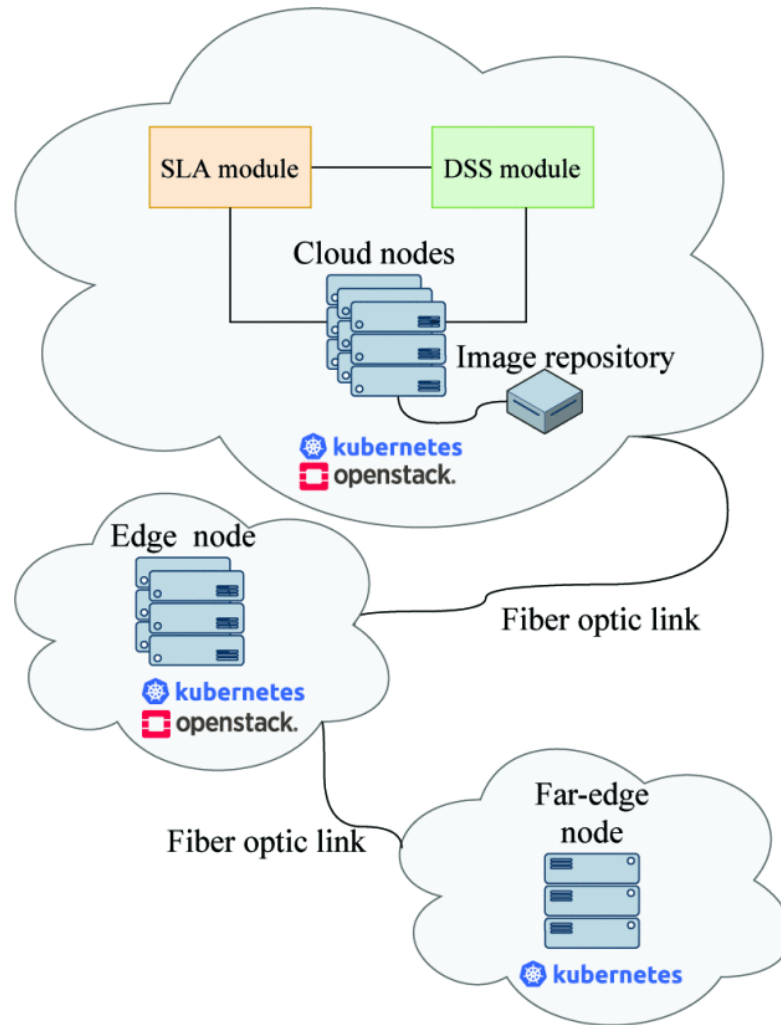 SLA module
DSS module
Cloud nodes
Image repository
kubernetes
openstack.
Edge node
Fiber optic link
kubernetes
openstack.
Far-edge
node
Fiber optic link
kubernetes